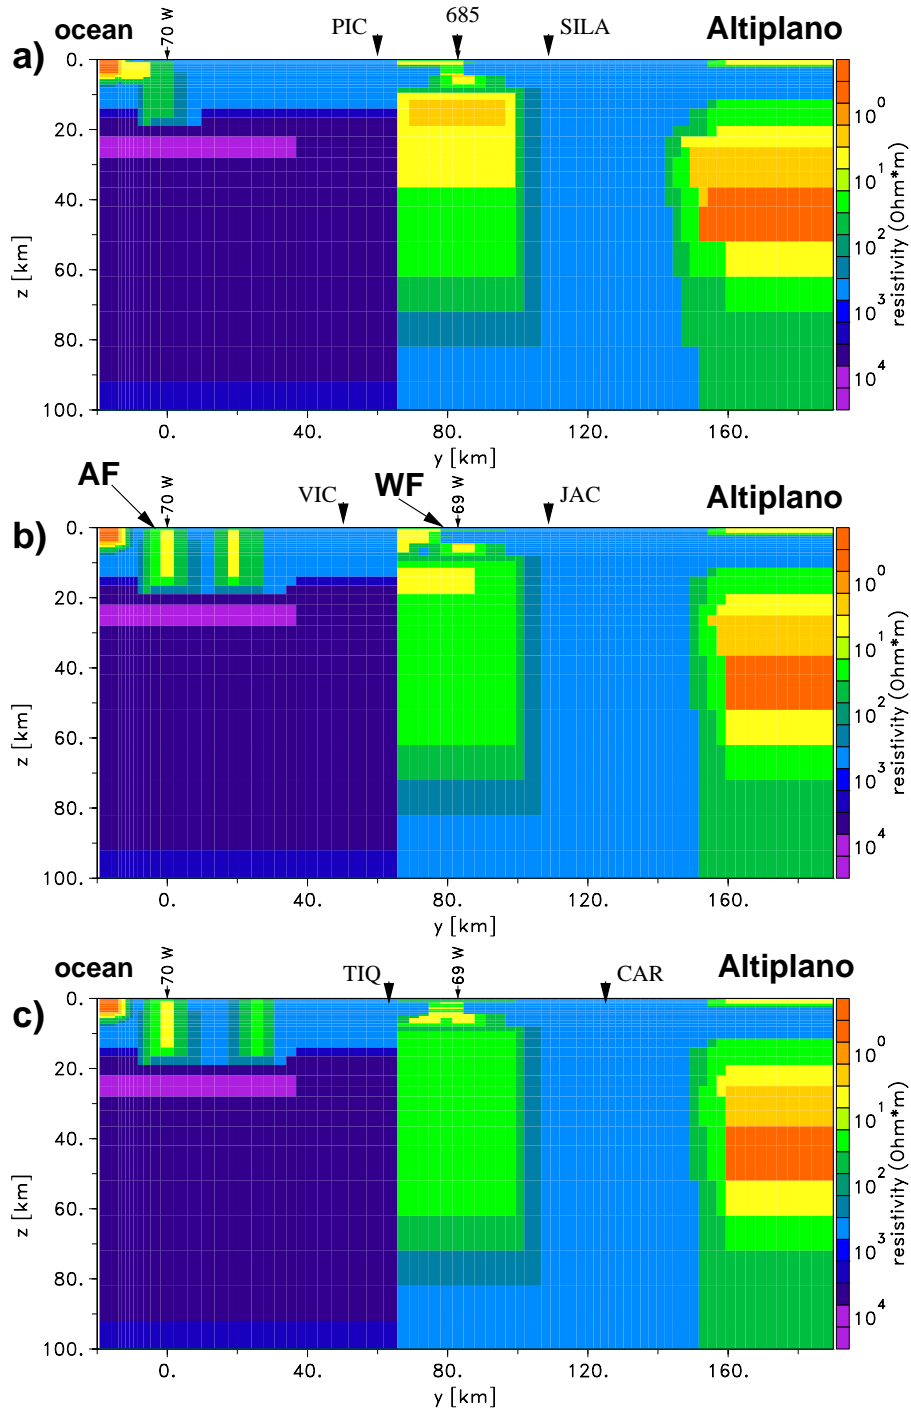 ocean
70 W
PIC
685
SILA
Altiplano
a)
0.
20.
40.
60.
80.
100.
z [km]
0.
40.
80.
120.
160.
y [km]
10^0
10^1
10^2
10^3
10^4
resistivity (Ohm*m)
AF
70 W
VIC
WF
69 W
JAC
Altiplano
b)
0.
20.
40.
60.
80.
100.
z [km]
0.
40.
80.
120.
160.
y [km]
10^0
10^1
10^2
10^3
10^4
resistivity (Ohm*m)
ocean
70 W
TIQ
69 W
CAR
Altiplano
c)
0.
20.
40.
60.
80.
100.
z [km]
0.
40.
80.
120.
160.
y [km]
10^0
10^1
10^2
10^3
10^4
resistivity (Ohm*m)